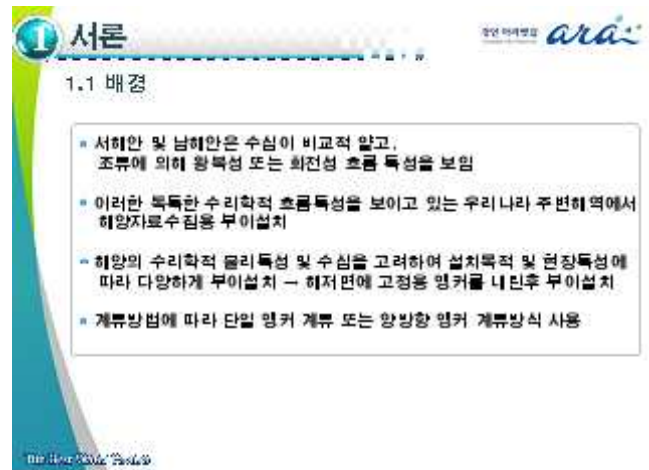 1 서론
경인 아라뱃길 ara
1.1 배경
서해안 및 남해안은 수심이 비교적 얕고,
조류에 의해 왕복성 또는 회전성 흐름 특성을 보임
이러한 독특한 수리학적 흐름특성을 보이고 있는 우리나라 주변해역에서
해양자료수집용 부이설치
해양의 수리학적 물리특성 및 수심을 고려하여 설치목적 및 현장특성에
따라 다양하게 부이설치 → 해저면에 고정용 앵커를 내린후 부이설치
계류방법에 따라 단일 앵커 계류 또는 양방향 앵커 계류방식 사용